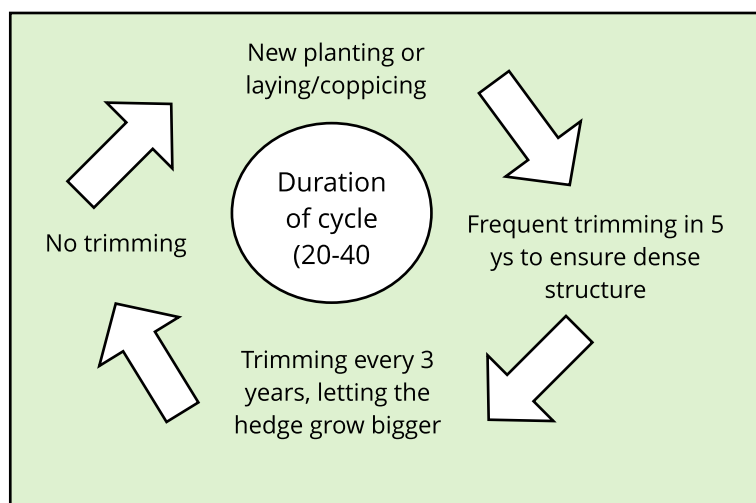 New planting or
laying/coppicing
Duration
of cycle
(20-40
Frequent trimming in 5
ys to ensure dense
structure
Trimming every 3
years, letting the
hedge grow bigger
No trimming